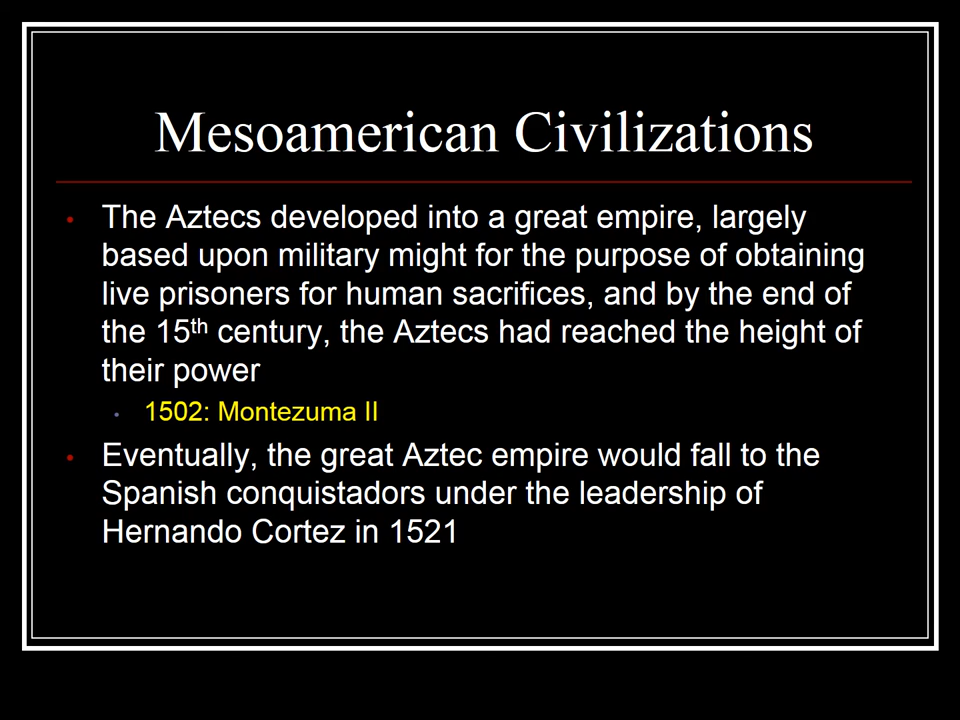 Mesoamerican Civilizations
• The Aztecs developed into a great empire, largely
based upon military might for the purpose of obtaining
live prisoners for human sacrifices, and by the end of
the 15th century, the Aztecs had reached the height of
their power
• 1502: Montezuma II
• Eventually, the great Aztec empire would fall to the
Spanish conquistadors under the leadership of
Hernando Cortez in 1521